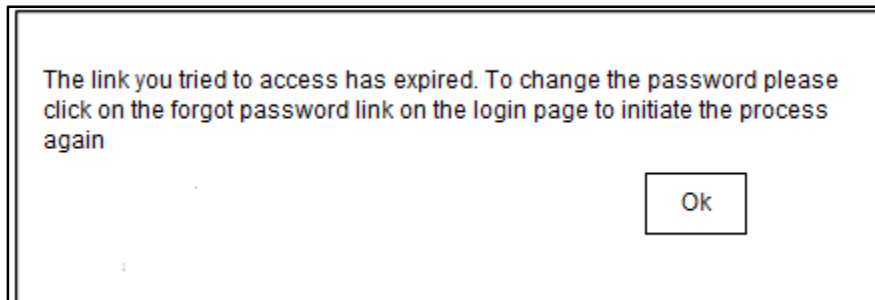 The link you tried to access has expired. To change the password please
click on the forgot password link on the login page to initiate the process
again
Ok